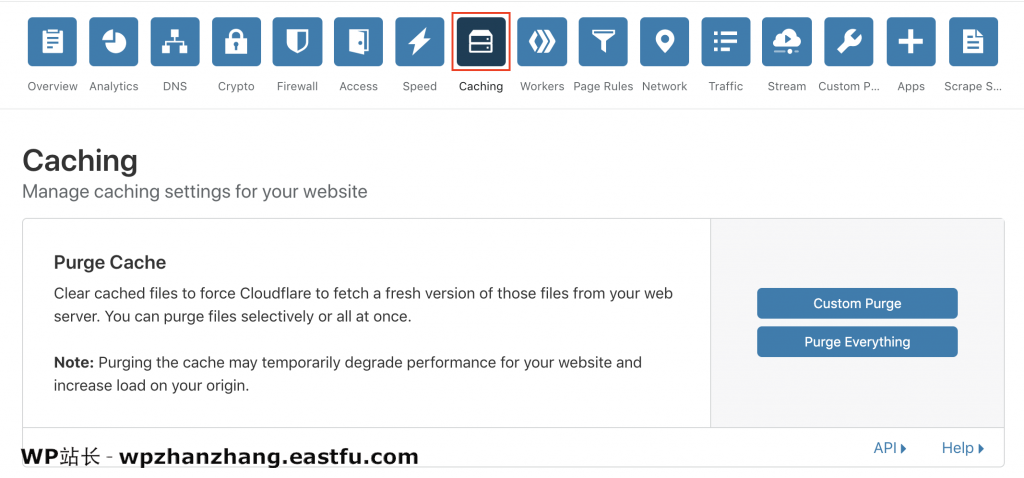 Overview Analytics DNS Crypto Firewall Access Speed Caching Workers Page Rules Network Traffic Stream Custom P... Apps Scrape S...
Caching
Manage caching settings for your website
Purge Cache
Clear cached files to force Cloudflare to fetch a fresh version of those files from your web
server. You can purge files selectively or all at once.
Note: Purging the cache may temporarily degrade performance for your website and
increase load on your origin.
Custom Purge
Purge Everything
API
Help
WP站长 - wpzhanzhang.eastfu.com